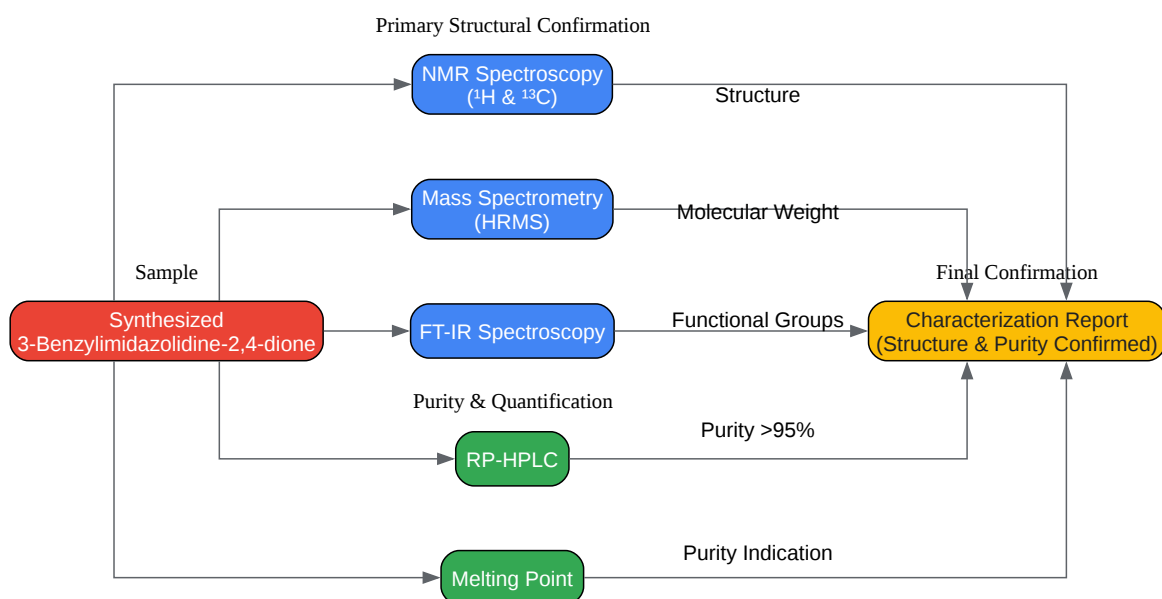 Primary Structural Confirmation
NMR Spectroscopy
(¹H & ¹³C)
Structure
Mass Spectrometry
(HRMS)
Molecular Weight
Sample
Final Confirmation
Synthesized
3-Benzylimidazolidine-2,4-dione
FT-IR Spectroscopy
Functional Groups
Characterization Report
(Structure & Purity Confirmed)
Purity & Quantification
RP-HPLC
Purity >95%
Melting Point
Purity Indication